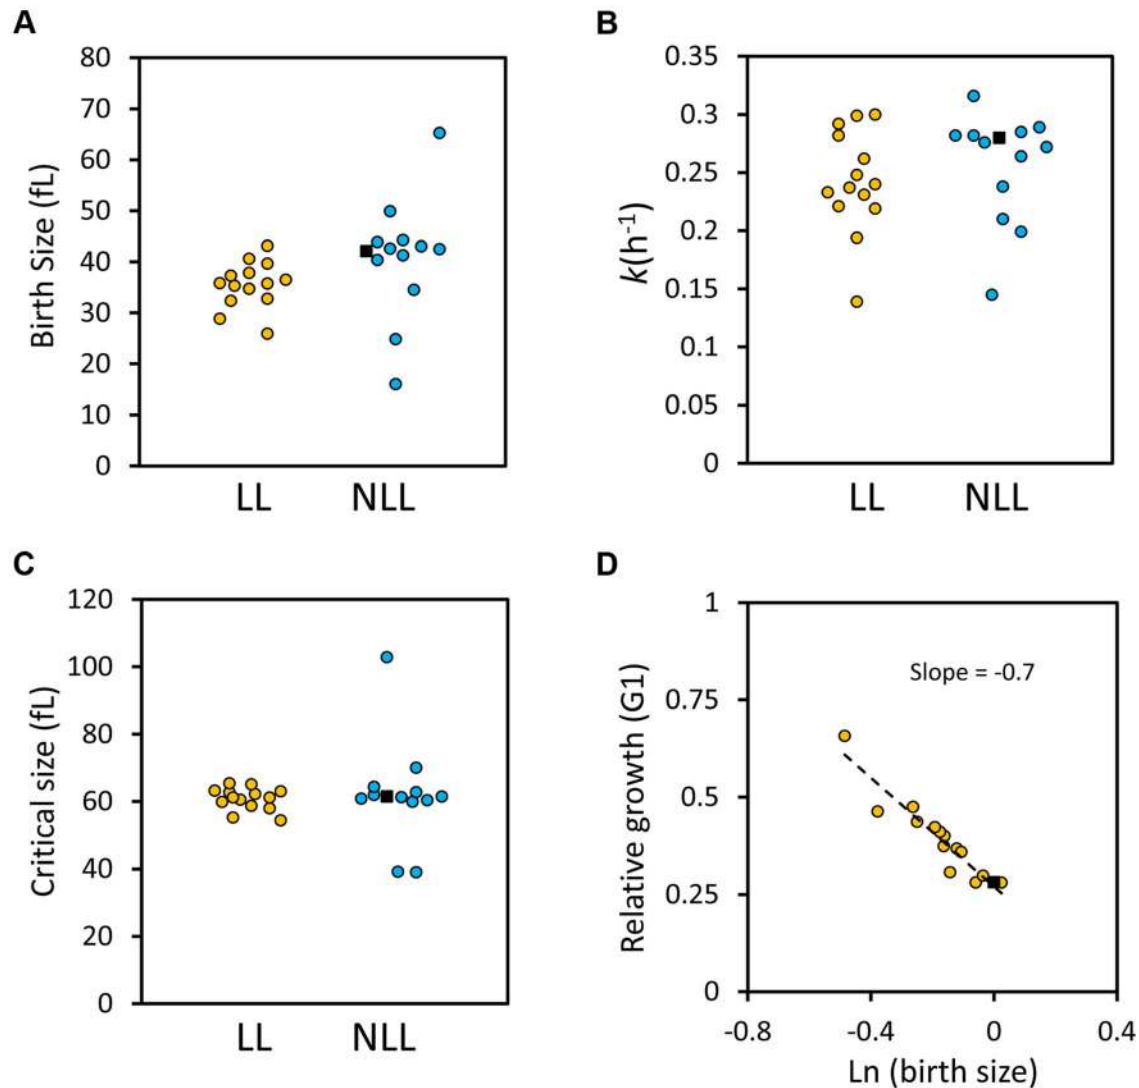 A
Birth Size (fL)
80
70
60
50
40
30
20
10
0
LL NLL
B
k(h⁻¹)
0.35
0.3
0.25
0.2
0.15
0.1
0.05
0
LL NLL
C
Critical size (fL)
120
100
80
60
40
20
0
LL NLL
D
Relative growth (G1)
1
0.75
0.5
0.25
0
Slope = -0.7
-0.8 -0.4 0 0.4
Ln (birth size)